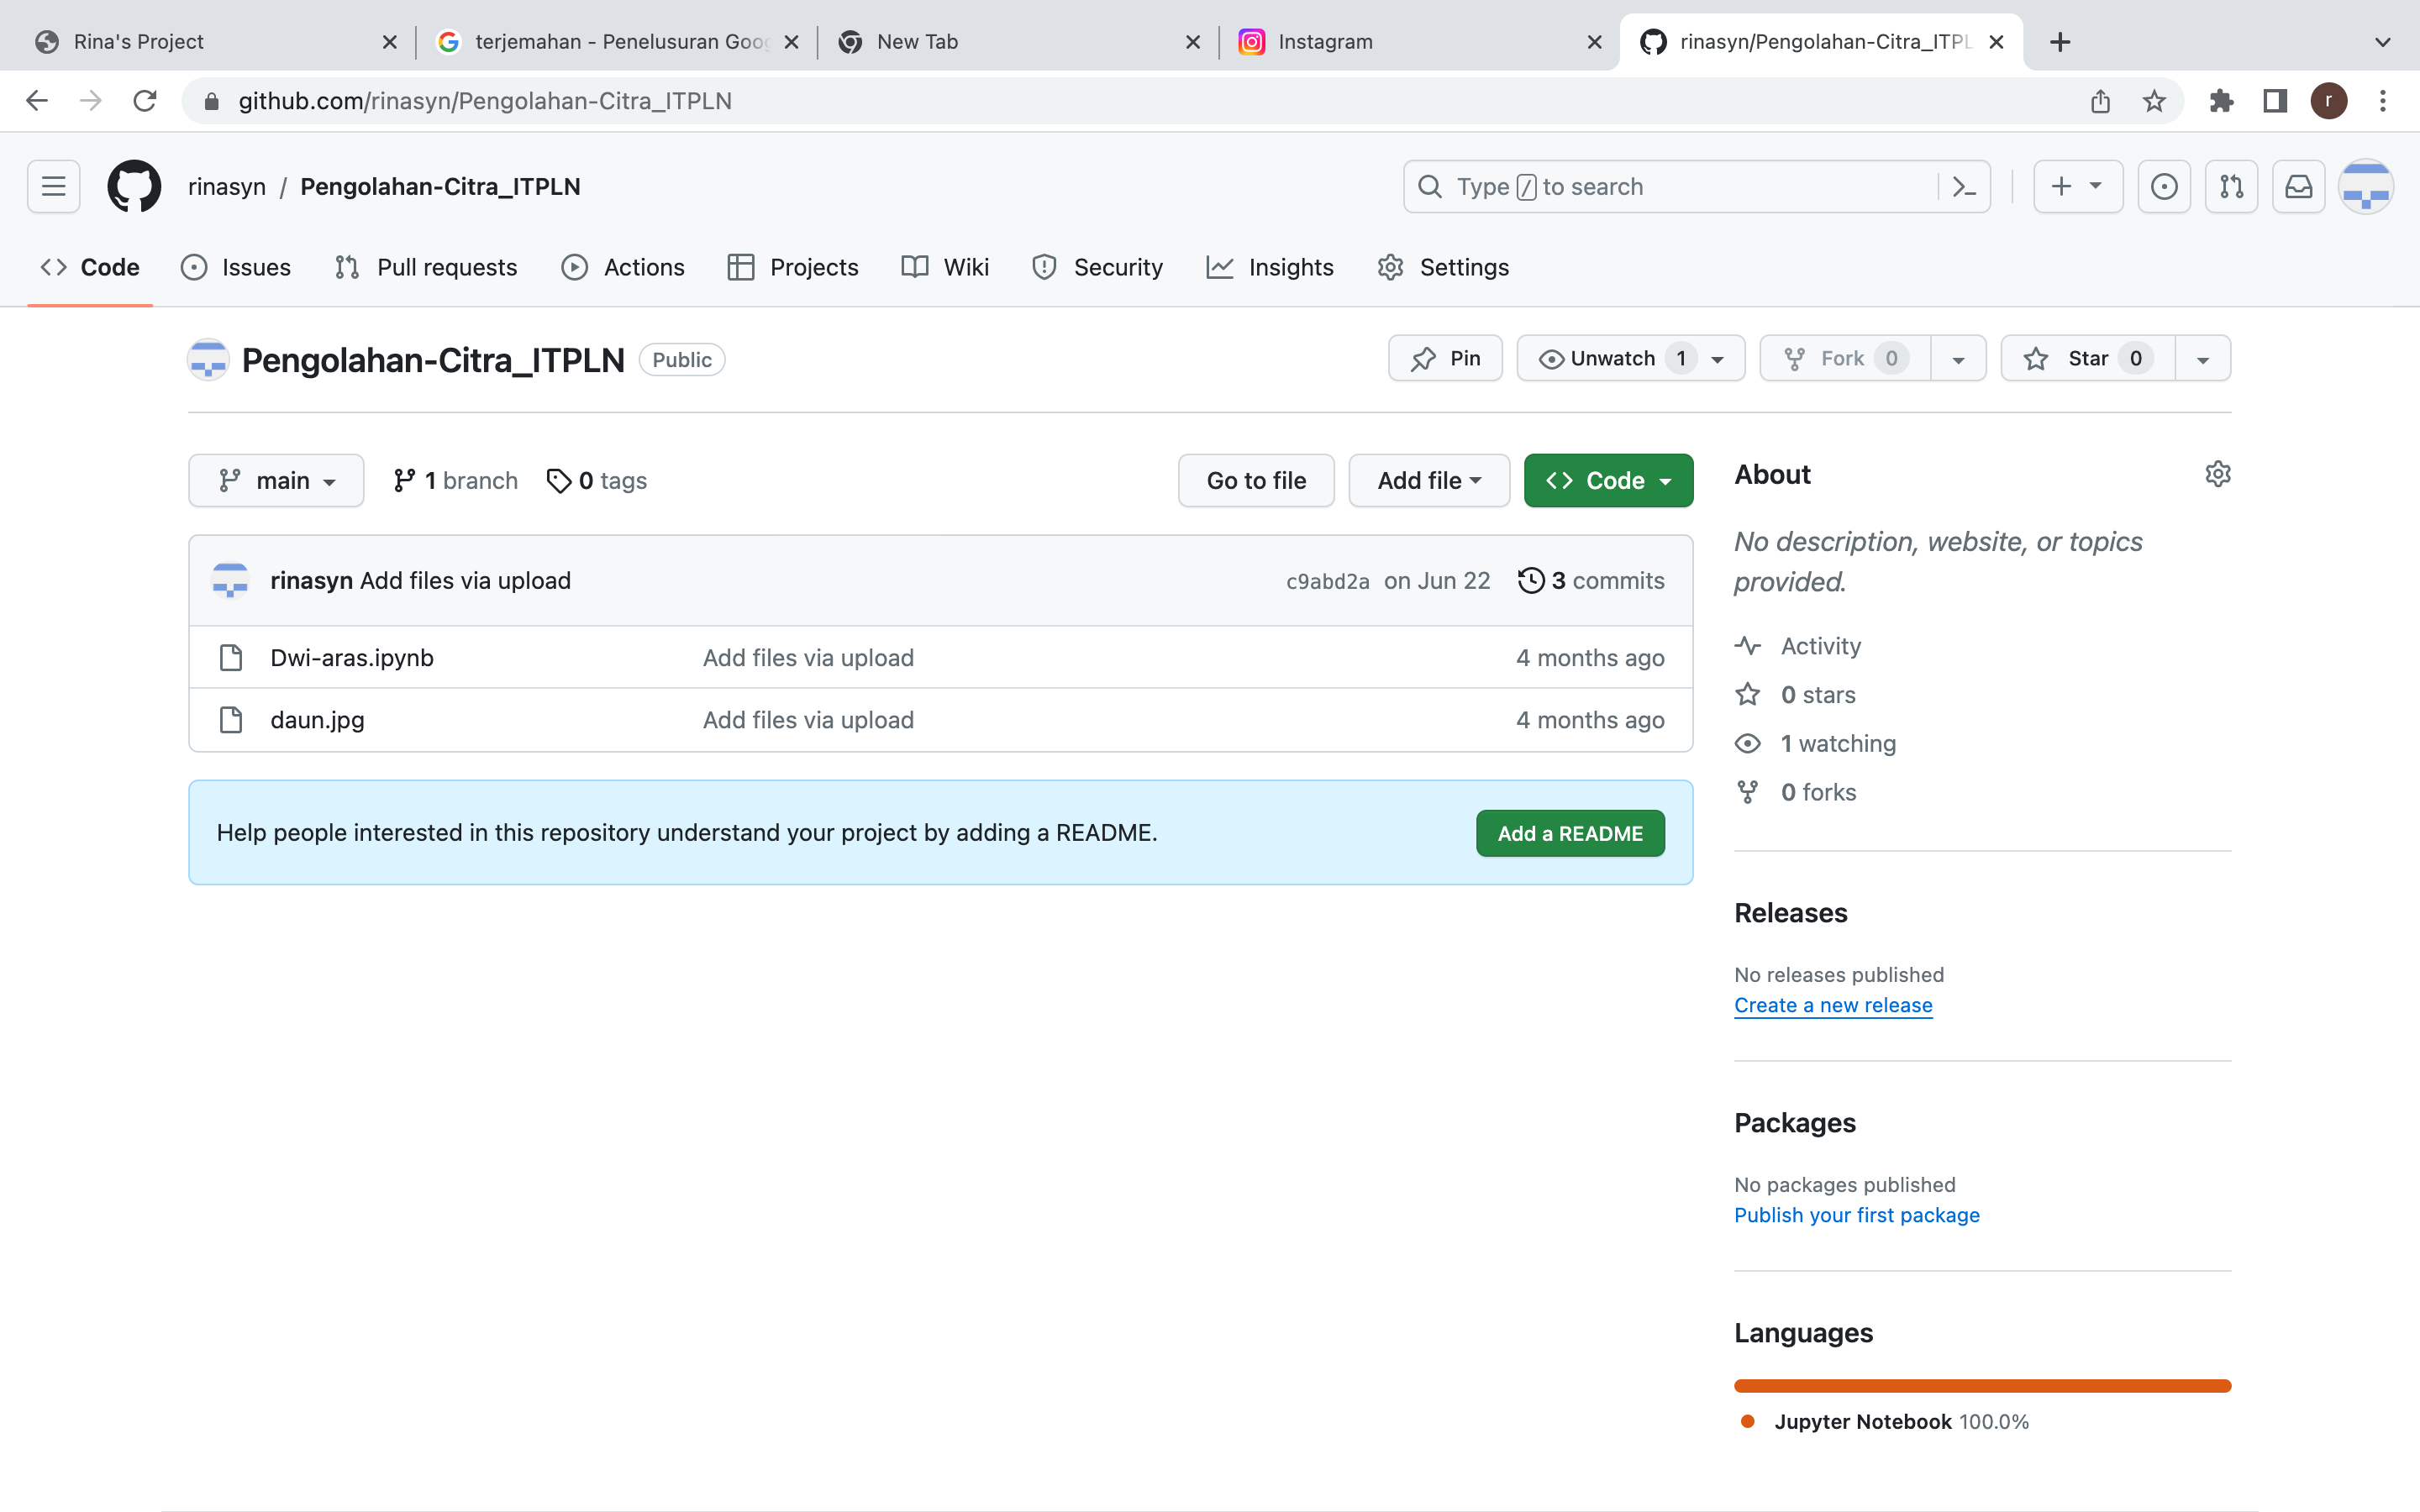 Rina's Project
terjemahan - Penelusuran Goog
New Tab
Instagram
rinasyn/Pengolahan-Citra_ITPL
github.com/rinasyn/Pengolahan-Citra_ITPLN
r
rinasyn / Pengolahan-Citra_ITPLN
Type / to search
Code
Issues
Pull requests
Actions
Projects
Wiki
Security
Insights
Settings
Pengolahan-Citra_ITPLN Public
Pin
Unwatch 1
Fork 0
Star 0
main
1 branch
0 tags
Go to file
Add file
Code
rinasyn Add files via upload c9abd2a on Jun 22 3 commits
Dwi-aras.ipynb Add files via upload 4 months ago
daun.jpg Add files via upload 4 months ago
Help people interested in this repository understand your project by adding a README. Add a README
About
No description, website, or topics
provided.
Activity
0 stars
1 watching
0 forks
Releases
No releases published
Create a new release
Packages
No packages published
Publish your first package
Languages
Jupyter Notebook 100.0%